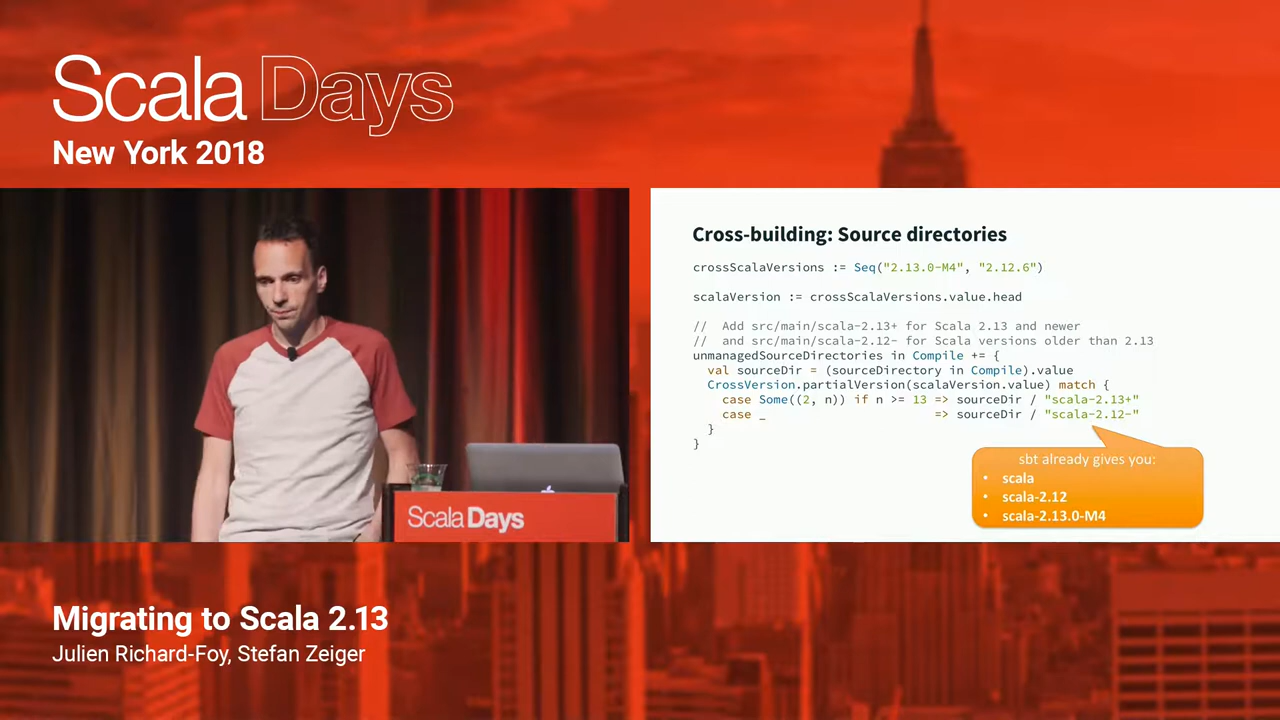 Scala Days
New York 2018
Scala Days
Cross-building: Source directories
crossScalaVersions := Seq("2.13.0-M4", "2.12.6")
scalaVersion := crossScalaVersions.value.head
//  Add src/main/scala-2.13+ for Scala 2.13 and newer
//  and src/main/scala-2.12- for Scala versions older than 2.13
unmanagedSourceDirectories in Compile += {
  val sourceDir = (sourceDirectory in Compile).value
  CrossVersion.partialVersion(scalaVersion.value) match {
    case Some((2, n)) if n >= 13 => sourceDir / "scala-2.13+"
    case _                       => sourceDir / "scala-2.12-"
  }
}
sbt already gives you:
• scala
• scala-2.12
• scala-2.13.0-M4
Migrating to Scala 2.13
Julien Richard-Foy, Stefan Zeiger